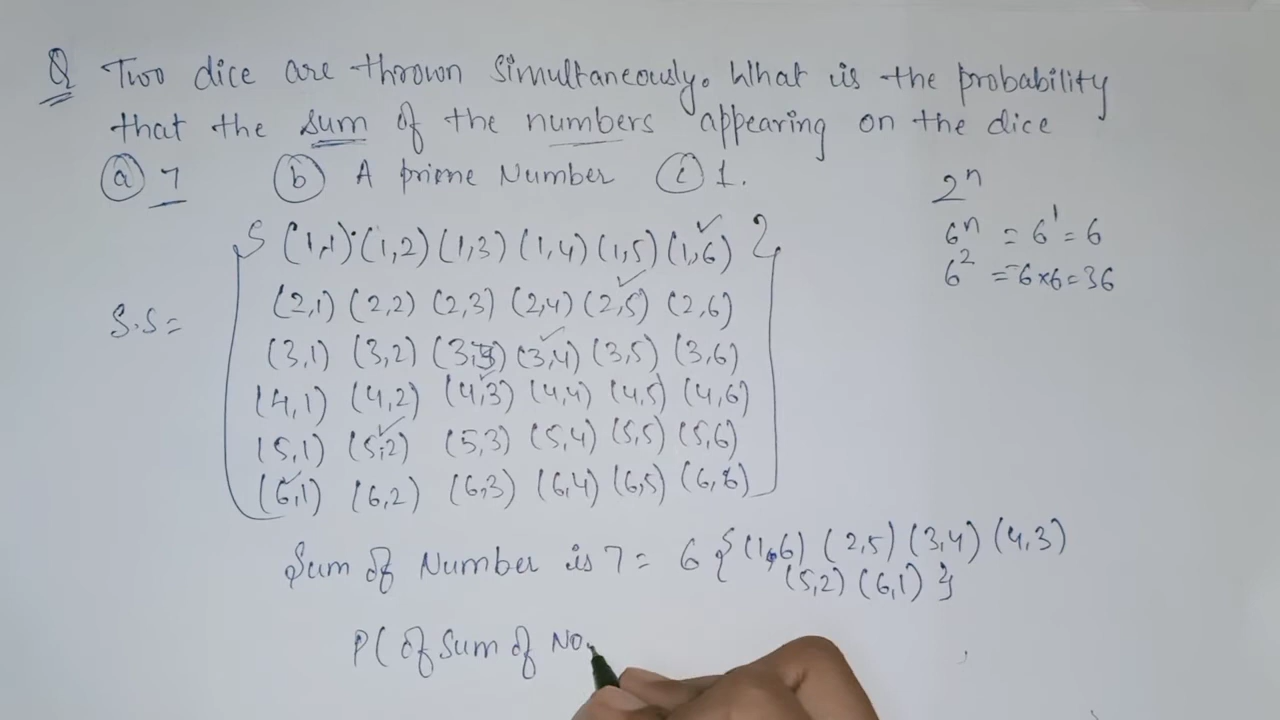 Q Two dice are thrown simultaneously. What is the probability
that the sum of the numbers appearing on the dice
(a) 7 (b) A prime Number (c) 1.
2^n
6^n = 6^1 = 6
6^2 = 6×6=36
S.S =
{(1,1) (1,2) (1,3) (1,4) (1,5) (1,6)}
(2,1) (2,2) (2,3) (2,4) (2,5) (2,6)
(3,1) (3,2) (3,3) (3,4) (3,5) (3,6)
(4,1) (4,2) (4,3) (4,4) (4,5) (4,6)
(5,1) (5,2) (5,3) (5,4) (5,5) (5,6)
(6,1) (6,2) (6,3) (6,4) (6,5) (6,6)
Sum of Number is 7 = 6 {(1,6) (2,5) (3,4) (4,3)
(5,2) (6,1)}
P( of Sum of No.